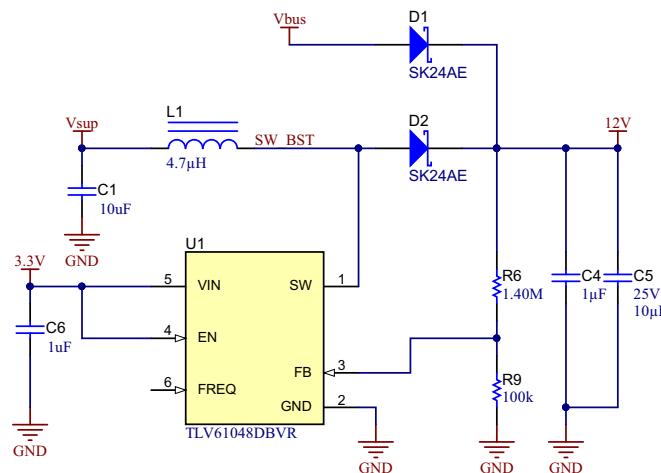 Vbus
D1
SK24AE
Vsup
L1
4.7µH
SW_BST
D2
SK24AE
12V
C1
10uF
GND
U1
3.3V
5
VIN
SW
1
4
EN
6
FREQ
FB
3
GND
2
TLV61048DBVR
C6
1uF
GND
GND
R6
1.40M
R9
100k
GND
C4
1µF
C5
25V
10µF
GND